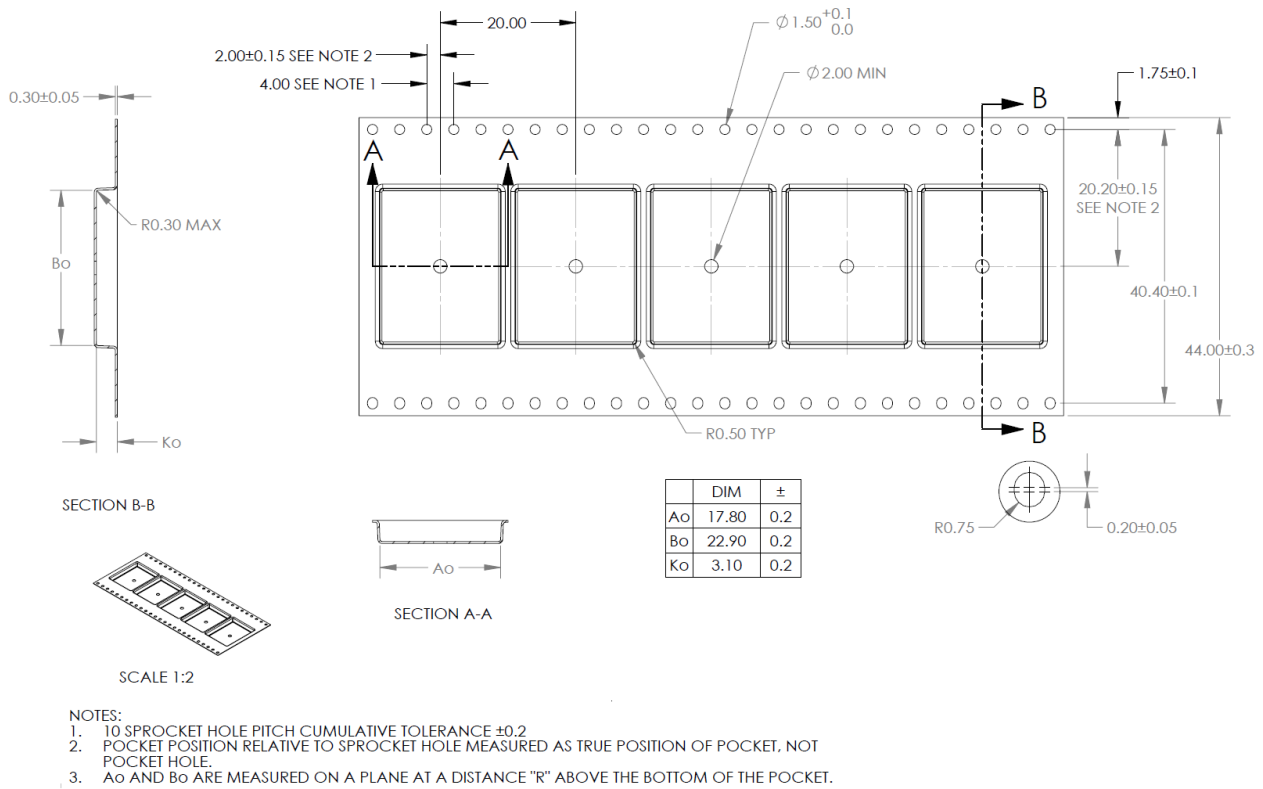 20.00
Ø1.50 +0.1 0.0
2.00±0.15 SEE NOTE 2
4.00 SEE NOTE 1
Ø2.00 MIN
1.75±0.1
0.30±0.05
B
A
A
20.20±0.15
SEE NOTE 2
R0.30 MAX
Bo
40.40±0.1
44.00±0.3
R0.50 TYP
B
Ko
SECTION B-B
DIM ±
Ao 17.80 0.2
Bo 22.90 0.2
Ko 3.10 0.2
R0.75
0.20±0.05
Ao
SECTION A-A
SCALE 1:2
NOTES:
1. 10 SPROCKET HOLE PITCH CUMULATIVE TOLERANCE ±0.2
2. POCKET POSITION RELATIVE TO SPROCKET HOLE MEASURED AS TRUE POSITION OF POCKET, NOT
POCKET HOLE.
3. Ao AND Bo ARE MEASURED ON A PLANE AT A DISTANCE "R" ABOVE THE BOTTOM OF THE POCKET.